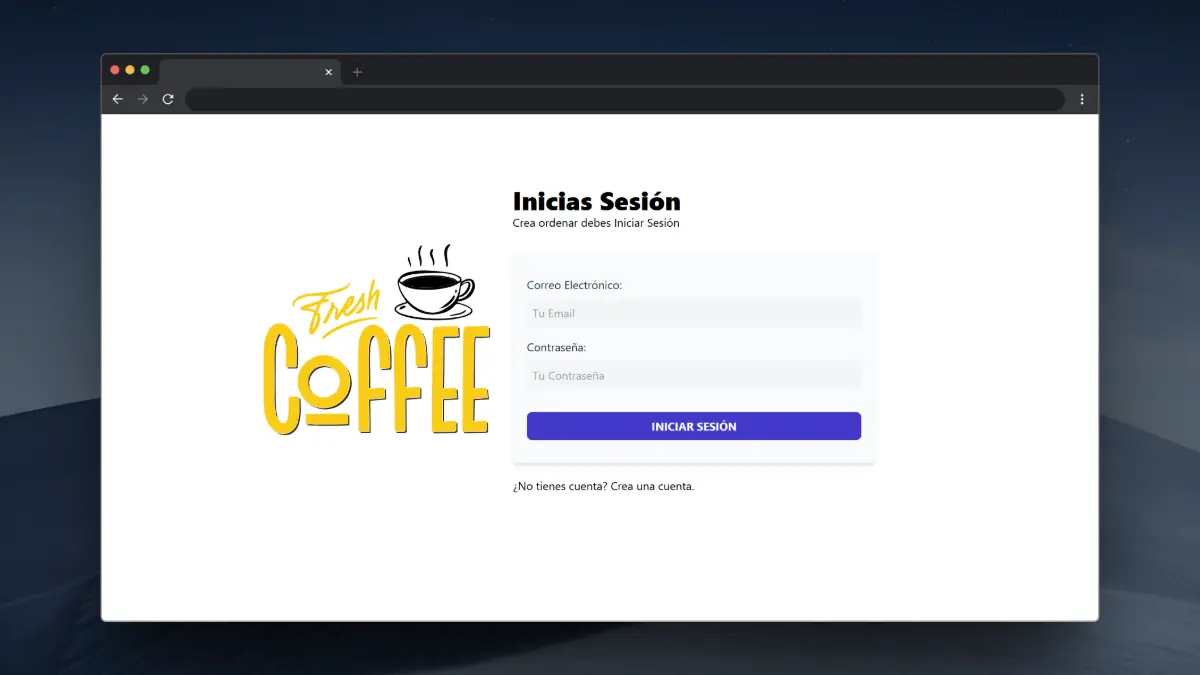 Inicias Sesión
Crea ordenar debes Iniciar Sesión
Fresh
COFFEE
Correo Electrónico:
Tu Email
Contraseña:
Tu Contraseña
INICIAR SESIÓN
¿No tienes cuenta? Crea una cuenta.